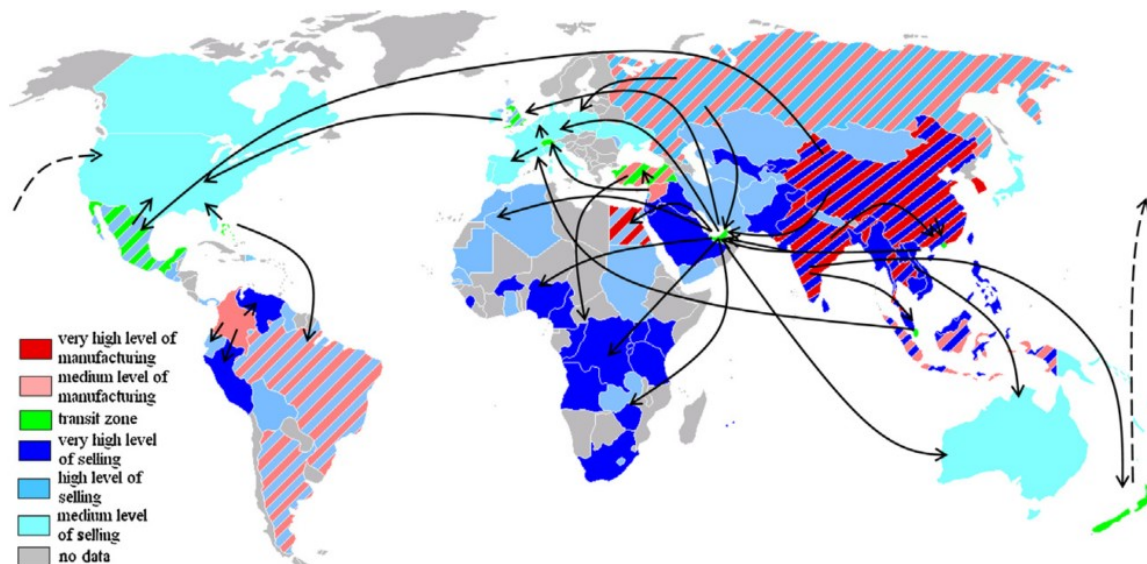 very high level of
manufacturing
medium level of
manufacturing
transit zone
very high level
of selling
high level of
selling
medium level
of selling
no data